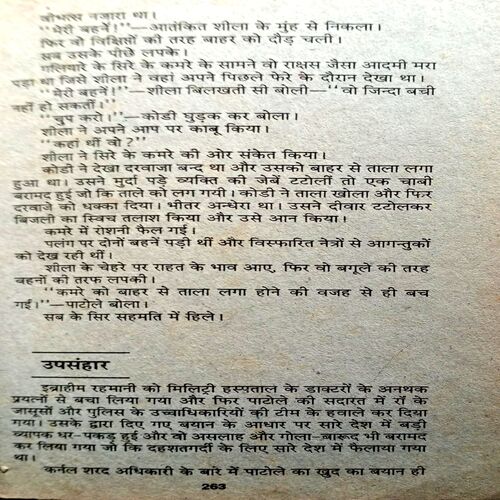 वीभत्स नजारा था।
"मेरी बहनें!"—आतंकित शीला के मुंह से निकला।
फिर वो विक्षिप्तों की तरह बाहर को दौड़ चली।
सब उसके पीछे लपके।
गलियारे के सिरे के कमरे के सामने वो राक्षस जैसा आदमी मरा
पड़ा था जिसे शीला ने वहां अपने पिछले फेरे के दौरान देखा था।
"मेरी बहनें!"—शीला बिलखती सी बोली—"वो जिन्दा बची
नहीं हो सकतीं।"
"चुप करो।"—कोडी घुड़क कर बोला।
शीला ने अपने आप पर काबू किया।
"कहां थीं वो?"
शीला ने सिरे के कमरे की ओर संकेत किया।
कोडी ने देखा दरवाजा बन्द था और उसको बाहर से ताला लगा
हुआ था। उसने मुर्दा पड़े व्यक्ति की जेबें टटोलीं तो एक चाबी
बरामद हुई जो कि ताले को लग गयी। कोडी ने ताला खोला और फिर
दरवाजे को धक्का दिया। भीतर अन्धेरा था। उसने दीवार टटोलकर
बिजली का स्विच तलाश किया और उसे आन किया।
कमरे में रोशनी फैल गई।
पलंग पर दोनों बहनें पड़ी थीं और विस्फारित नेत्रों से आगन्तुकों
को देख रही थीं।
शीला के चेहरे पर राहत के भाव आए, फिर वो बगूले की तरह
बहनों की तरफ लपकी।
"कमरे को बाहर से ताला लगा होने की वजह से ही बच
गईं।"—पाटोले बोला।
सब के सिर सहमति में हिले।
उपसंहार
इब्राहीम रहमानी को मिलिट्री हस्पताल के डाक्टरों के अनथक
प्रयत्नों से बचा लिया गया और फिर पाटोले की सदारत में रॉ के
जासूसों और पुलिस के उच्चाधिकारियों की टीम के हवाले कर दिया
गया। उसके द्वारा दिए गए बयान के आधार पर सारे देश में बड़ी
व्यापक धर-पकड़ हुई और वो असलाह और गोला-बारूद भी बरामद
कर लिया गया जो कि दहशतगर्दी के लिए सारे देश में फैलाया गया
था।
कर्नल शरद अधिकारी के बारे में पाटोले का खुद का बयान ही
263